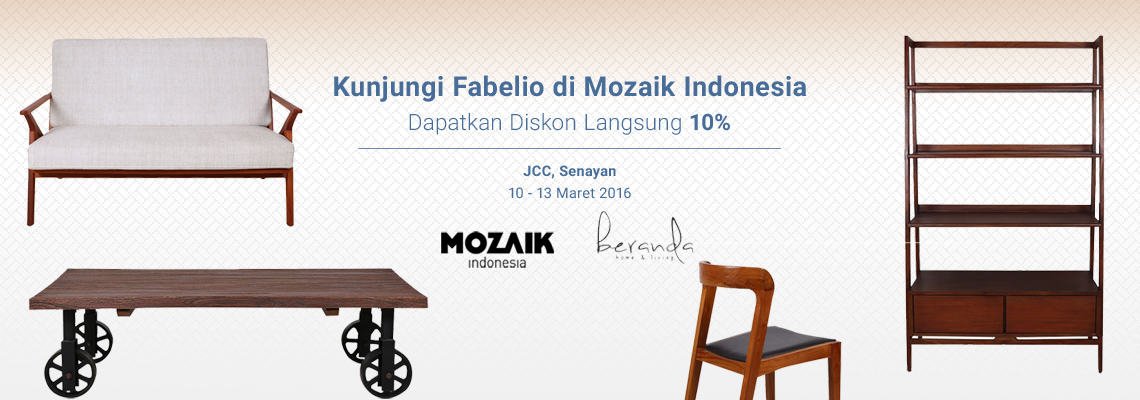 Kunjungi Fabelio di Mozaik Indonesia
Dapatkan Diskon Langsung 10%
JCC, Senayan
10 - 13 Maret 2016
MOZAIK
indonesia
beranda
home & living